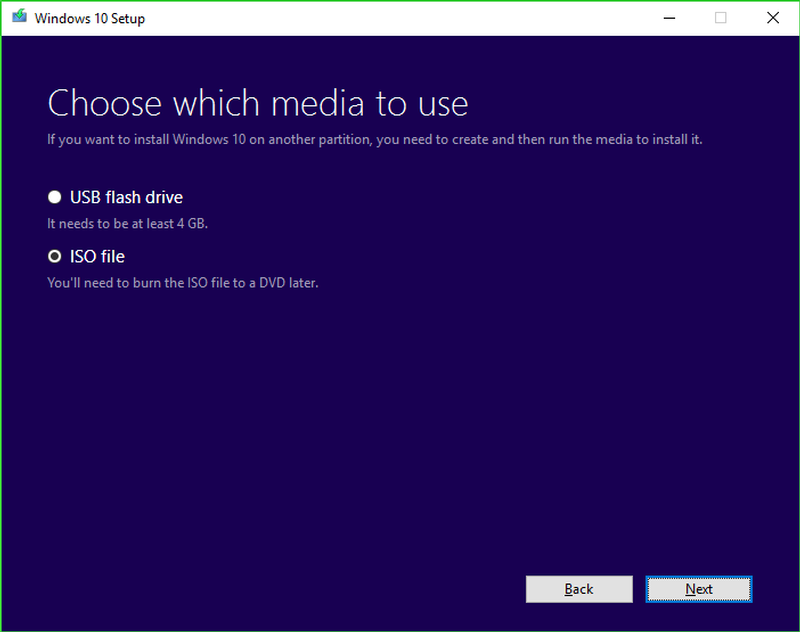 Windows 10 Setup
Choose which media to use
If you want to install Windows 10 on another partition, you need to create and then run the media to install it.
USB flash drive
It needs to be at least 4 GB.
ISO file
You'll need to burn the ISO file to a DVD later.
Back
Next